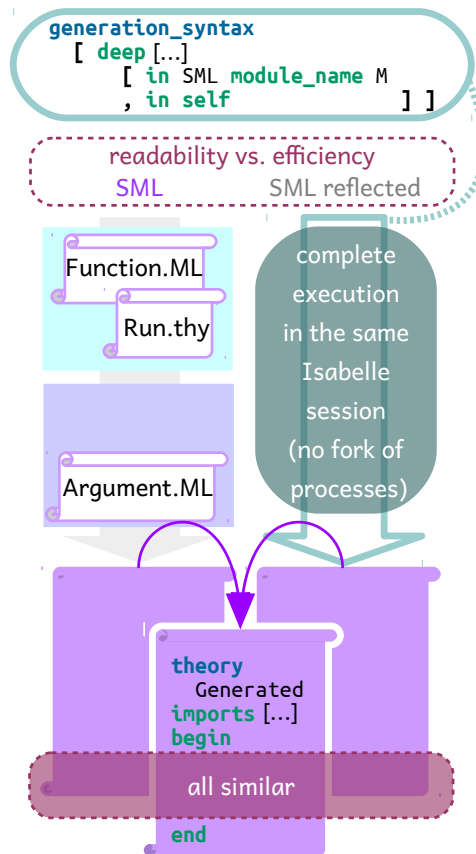 generation_syntax
[ deep […]
[ in SML module_name M
, in self ] ]
readability vs. efficiency
SML SML reflected
Function.ML
Run.thy
Argument.ML
complete
execution
in the same
Isabelle
session
(no fork of
processes)
theory
Generated
imports […]
begin
all similar
end